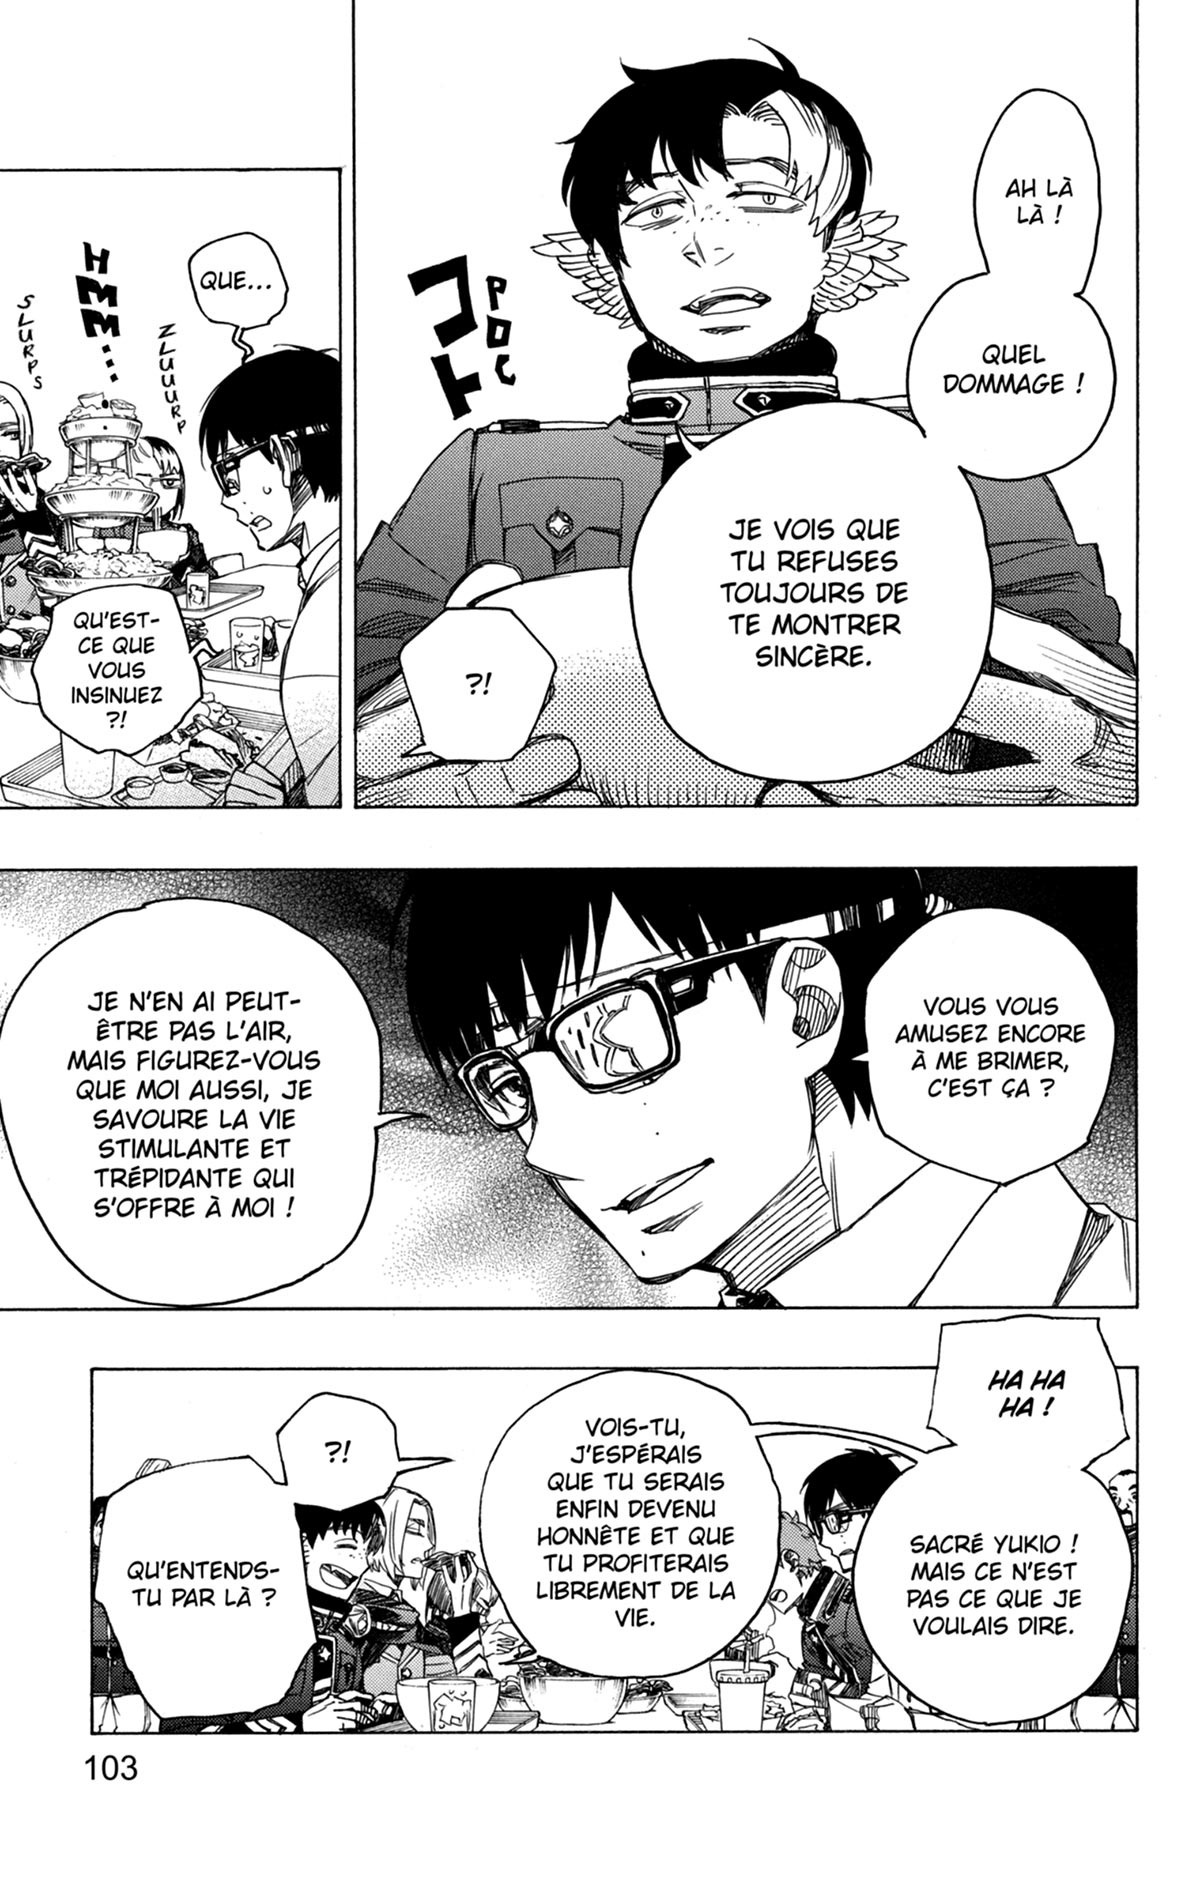 AH LÀ
LÀ !
QUEL
DOMMAGE !
コト
POC
JE VOIS QUE
TU REFUSES
TOUJOURS DE
TE MONTRER
SINCÈRE.
?!
QUE...
HMM...
SLURPS
ZLUUURP
QU'EST-
CE QUE
VOUS
INSINUEZ
?!
VOUS VOUS
AMUSEZ ENCORE
À ME BRIMER,
C'EST ÇA ?
JE N'EN AI PEUT-
ÊTRE PAS L'AIR,
MAIS FIGUREZ-VOUS
QUE MOI AUSSI, JE
SAVOURE LA VIE
STIMULANTE ET
TRÉPIDANTE QUI
S'OFFRE À MOI !
HA HA
HA !
SACRÉ YUKIO !
MAIS CE N'EST
PAS CE QUE JE
VOULAIS DIRE.
VOIS-TU,
J'ESPÉRAIS
QUE TU SERAIS
ENFIN DEVENU
HONNÊTE ET QUE
TU PROFITERAIS
LIBREMENT DE LA
VIE.
?!
QU'ENTENDS-
TU PAR LÀ ?
103